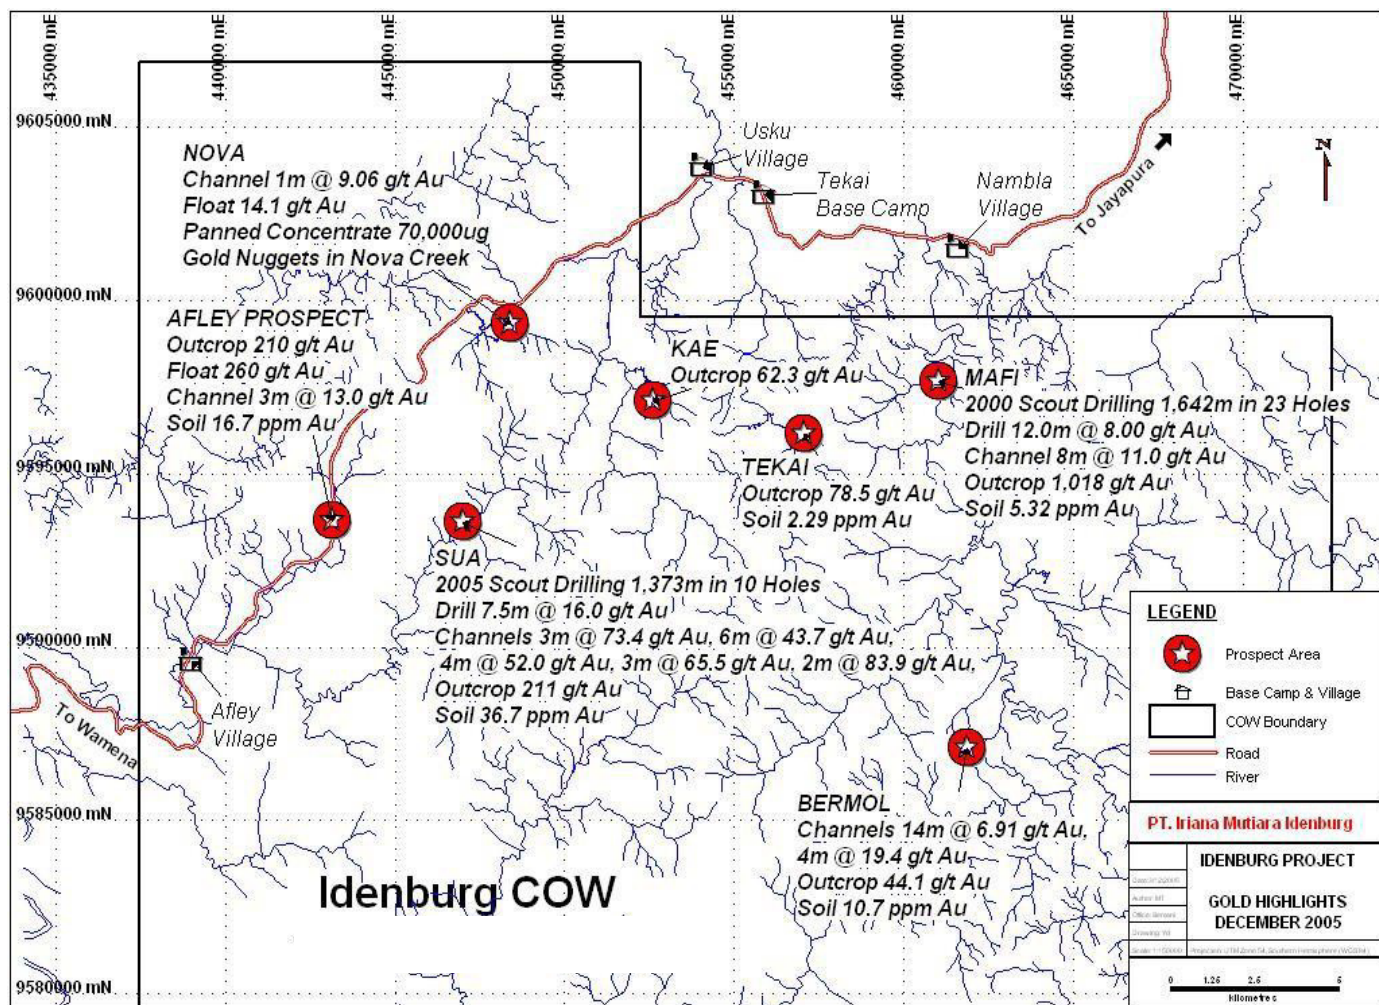 435000 mE
440000 mE
445000 mE
450000 mE
455000 mE
460000 mE
465000 mE
470000 mE
9605000 mN
9600000 mN
9595000 mN
9590000 mN
9585000 mN
9580000 mN
NOVA
Channel 1m @ 9.06 g/t Au
Float 14.1 g/t Au
Panned Concentrate 70,000ug
Gold Nuggets in Nova Creek
Usku
Village
Tekai
Base Camp
Nambla
Village
To Jayapura
N
AFLEY PROSPECT
Outcrop 210 g/t Au
Float 260 g/t Au
Channel 3m @ 13.0 g/t Au
Soil 16.7 ppm Au
KAE
Outcrop 62.3 g/t Au
MAFI
2000 Scout Drilling 1,642m in 23 Holes
Drill 12.0m @ 8.00 g/t Au
Channel 8m @ 11.0 g/t Au
Outcrop 1,018 g/t Au
Soil 5.32 ppm Au
TEKAI
Outcrop 78.5 g/t Au
Soil 2.29 ppm Au
SUA
2005 Scout Drilling 1,373m in 10 Holes
Drill 7.5m @ 16.0 g/t Au
Channels 3m @ 73.4 g/t Au, 6m @ 43.7 g/t Au,
4m @ 52.0 g/t Au, 3m @ 65.5 g/t Au, 2m @ 83.9 g/t Au,
Outcrop 211 g/t Au
Soil 36.7 ppm Au
Afley
Village
To Wamena
BERMOL
Channels 14m @ 6.91 g/t Au,
4m @ 19.4 g/t Au
Outcrop 44.1 g/t Au
Soil 10.7 ppm Au
Idenburg COW
LEGEND
Prospect Area
Base Camp & Village
COW Boundary
Road
River
PT. Iriana Mutiara Idenburg
IDENBURG PROJECT
GOLD HIGHLIGHTS
DECEMBER 2005
0 1.25 2.5 5
kilometres